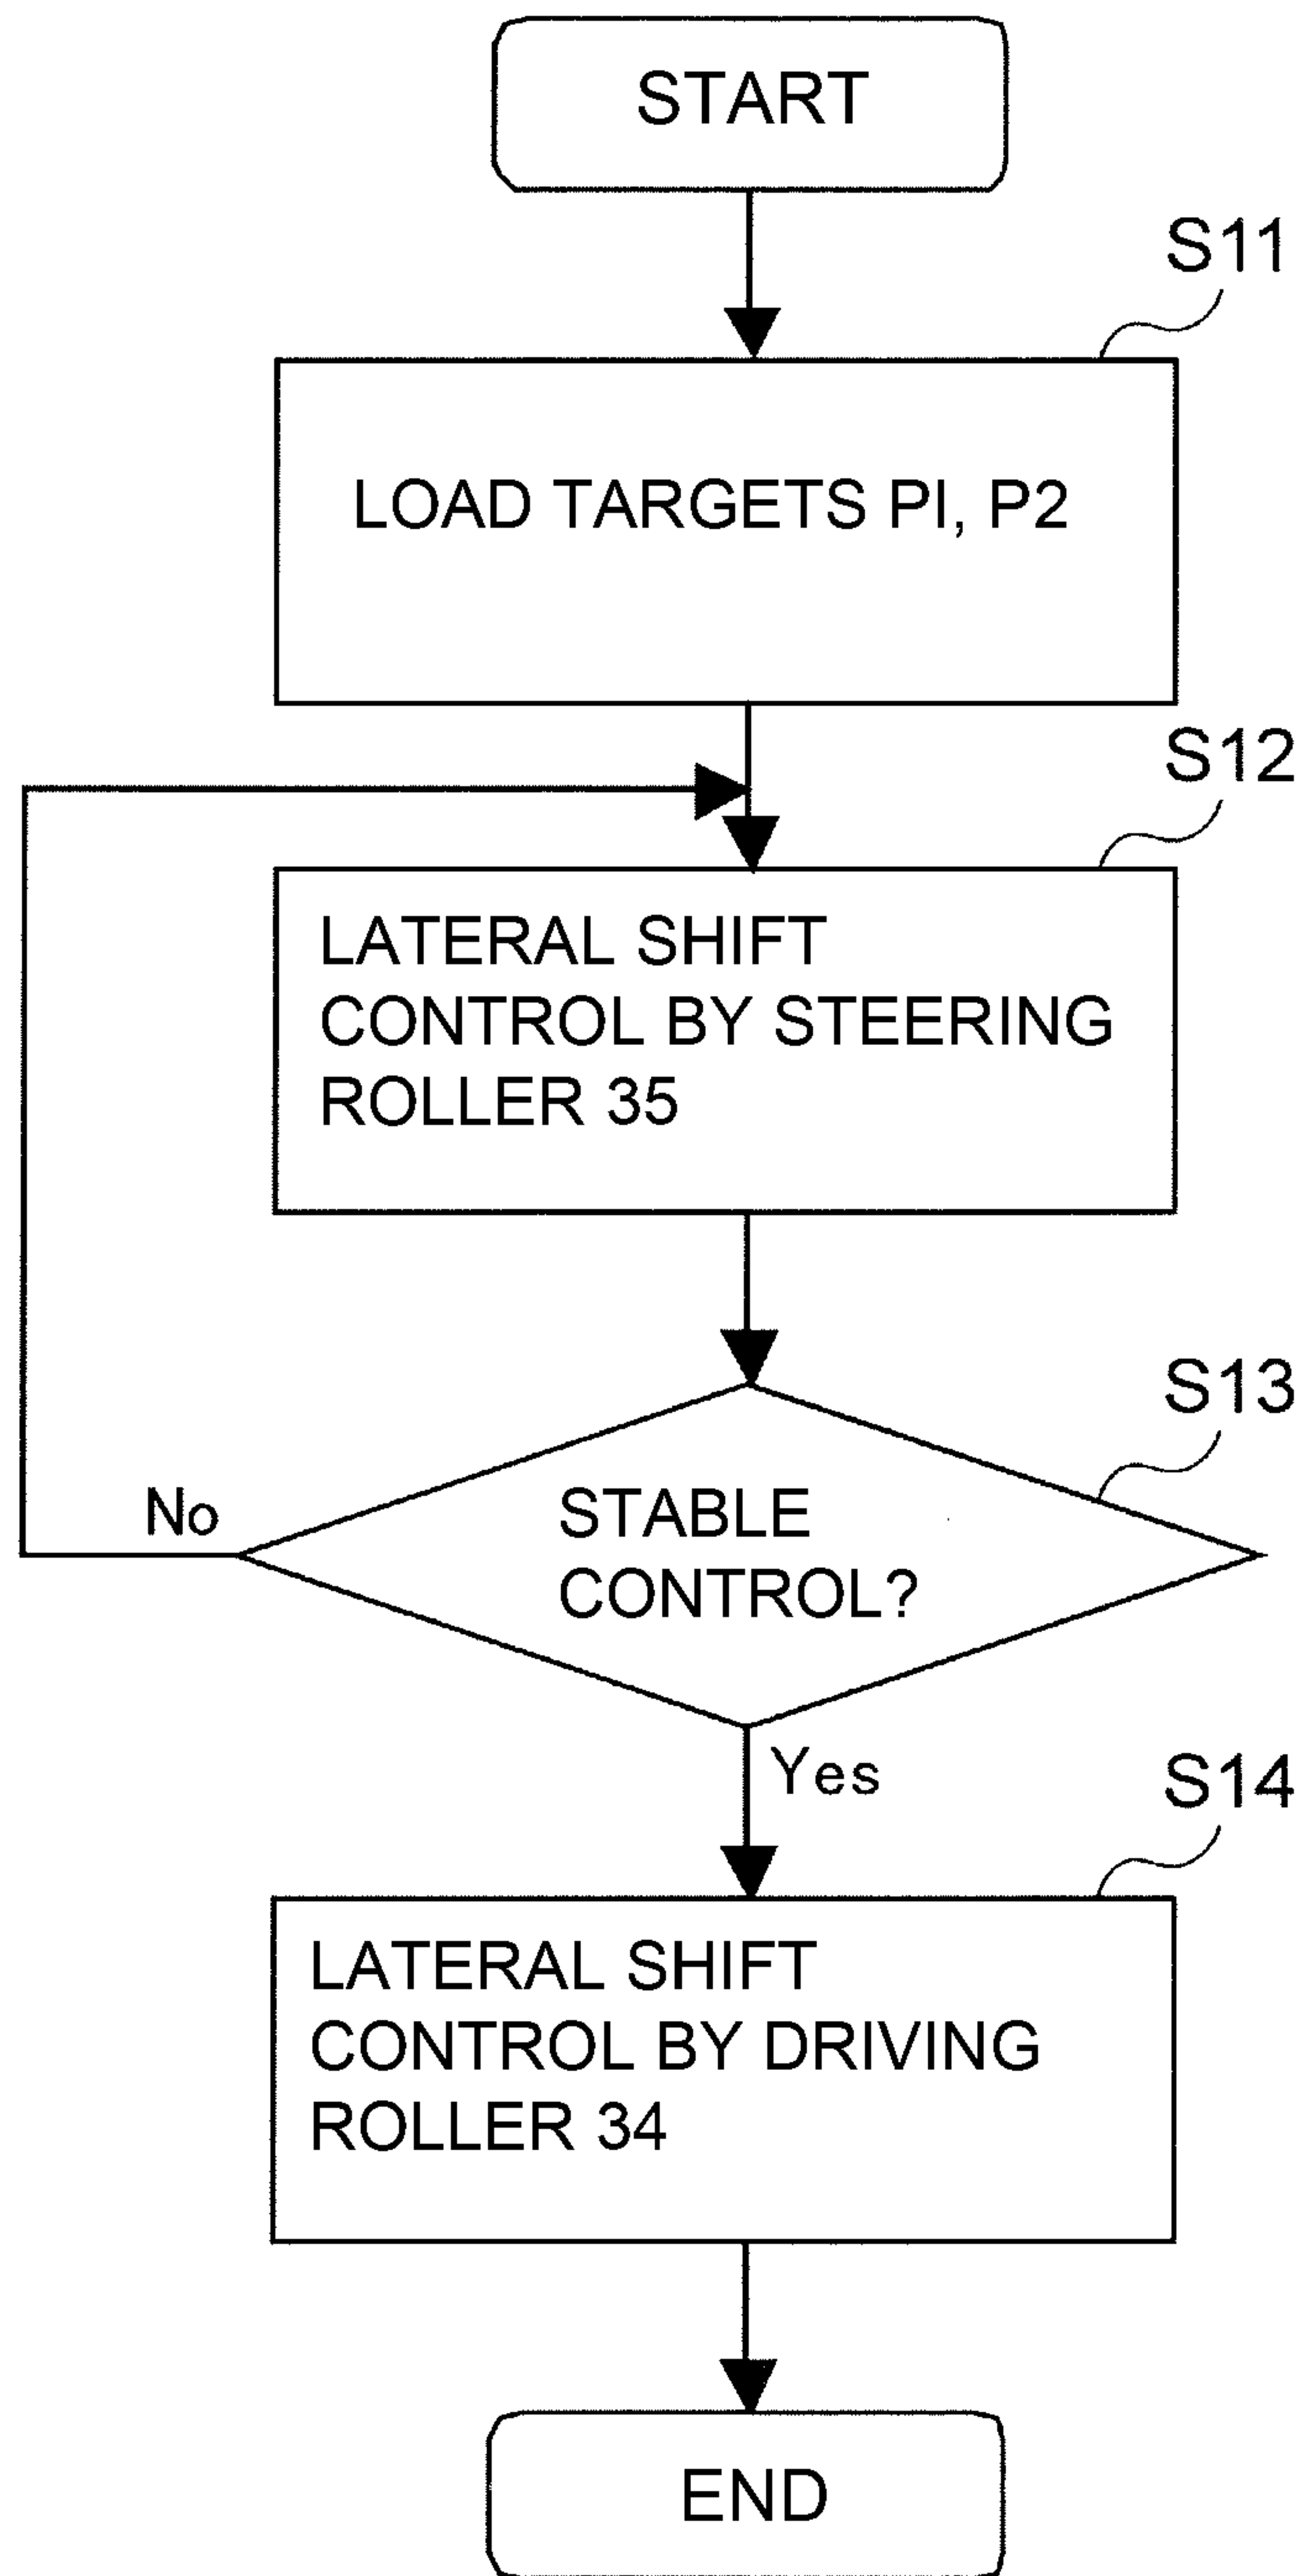 START
S11
LOAD TARGETS PI, P2
S12
LATERAL SHIFT
CONTROL BY STEERING
ROLLER 35
S13
STABLE
CONTROL?
No
Yes
S14
LATERAL SHIFT
CONTROL BY DRIVING
ROLLER 34
END